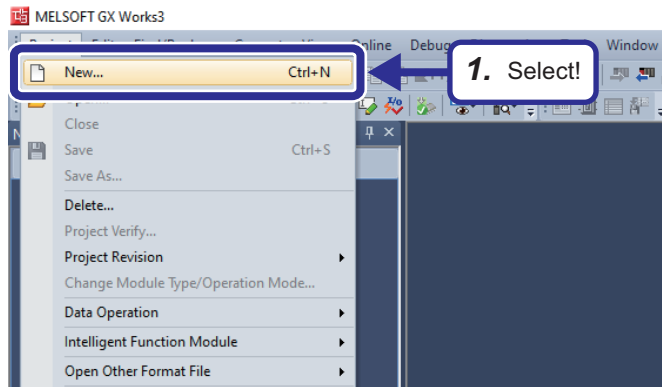 MELSOFT GX Works3
Online Debug Window
New... Ctrl+N
1. Select!
Close
Save Ctrl+S
Save As...
Delete...
Project Verify...
Project Revision
Change Module Type/Operation Mode...
Data Operation
Intelligent Function Module
Open Other Format File